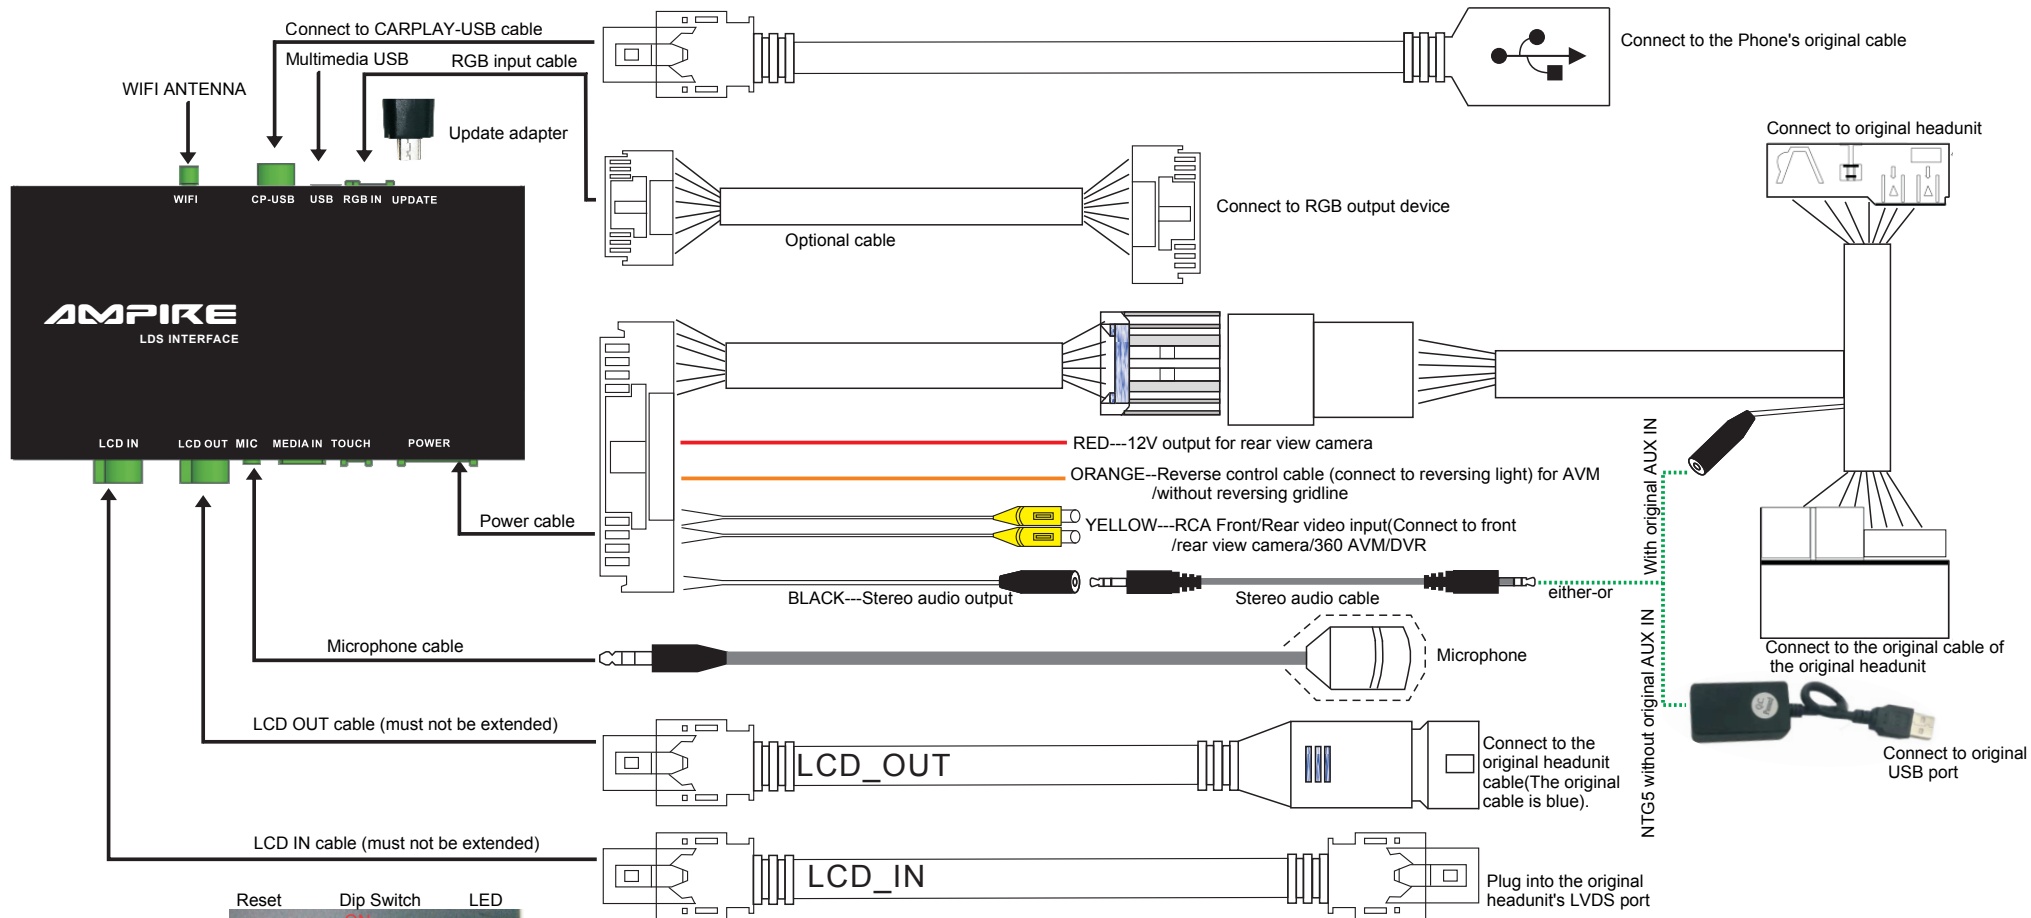 Connect to CARPLAY-USB cable
Multimedia USB
RGB input cable
WIFI ANTENNA
Update adapter
Connect to the Phone's original cable
Connect to original headunit
WIFI
CP-USB
USB
RGB IN
UPDATE
Optional cable
Connect to RGB output device
AMPIRE
LDS INTERFACE
LCD IN
LCD OUT
MIC
MEDIA IN
TOUCH
POWER
RED---12V output for rear view camera
ORANGE--Reverse control cable (connect to reversing light) for AVM
/without reversing gridline
Power cable
YELLOW---RCA Front/Rear video input(Connect to front
/rear view camera/360 AVM/DVR
BLACK---Stereo audio output
Stereo audio cable
either-or
With original AUX IN
NTG5 without original AUX IN
Connect to the original cable of
the original headunit
Microphone cable
Microphone
QC
Connect to original
USB port
LCD OUT cable (must not be extended)
LCD_OUT
Connect to the
original headunit
cable(The original
cable is blue).
LCD IN cable (must not be extended)
LCD_IN
Plug into the original
headunit's LVDS port
Reset
Dip Switch
LED